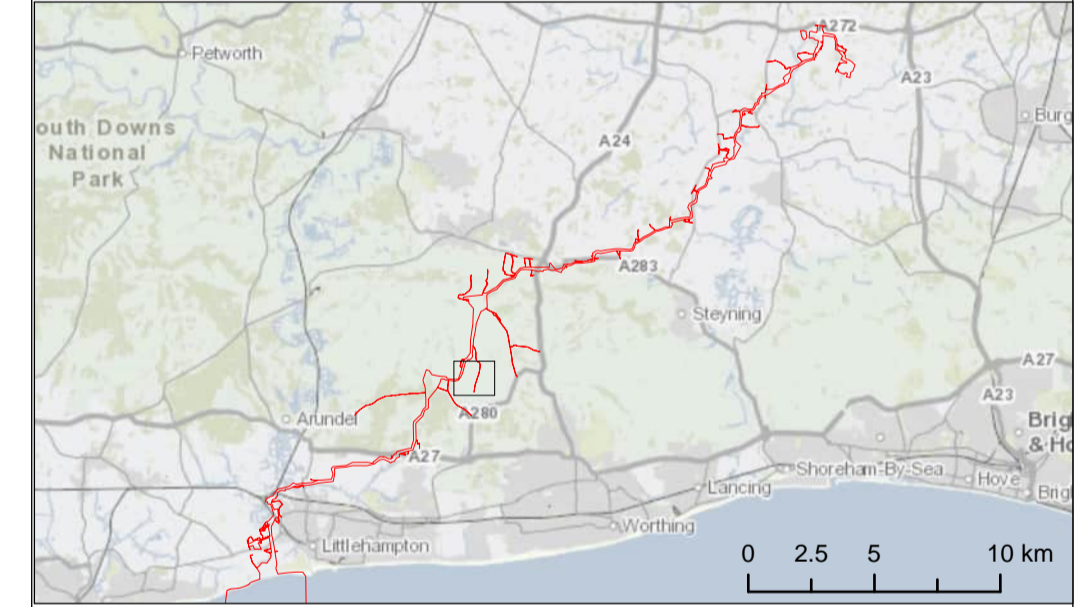 A272
Petworth
A23
Burg
outh Downs
National
Park
A24
A283
Steyning
A27
A23
Arundel
A280
Brig
& Ho
A27
Shoreham-By-Sea
Hove
Lancing
Brig
Worthing
Littlehampton
0 2.5 5 10 km